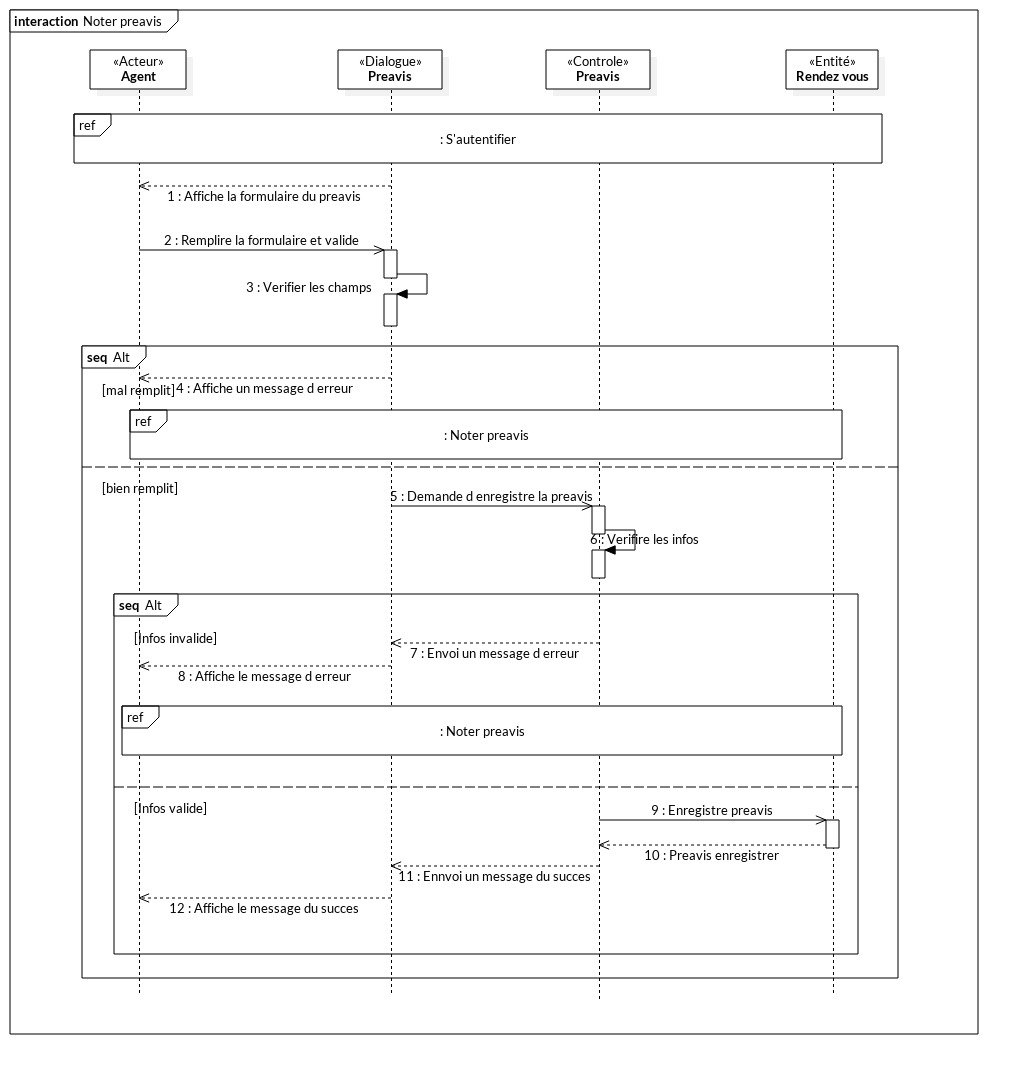 interaction Noter preavis
«Acteur»
Agent
«Dialogue»
Preavis
«Controle»
Preavis
«Entité»
Rendez vous
ref
: S'autentifier
1 : Affiche la formulaire du preavis
2 : Remplire la formulaire et valide
3 : Verifier les champs
seq Alt
[mal remplit]
4 : Affiche un message d erreur
ref
: Noter preavis
[bien remplit]
5 : Demande d enregistre la preavis
6 : Verifire les infos
seq Alt
[Infos invalide]
7 : Envoi un message d erreur
8 : Affiche le message d erreur
ref
: Noter preavis
[Infos valide]
9 : Enregistre preavis
10 : Preavis enregistrer
11 : Ennvoi un message du succes
12 : Affiche le message du succes